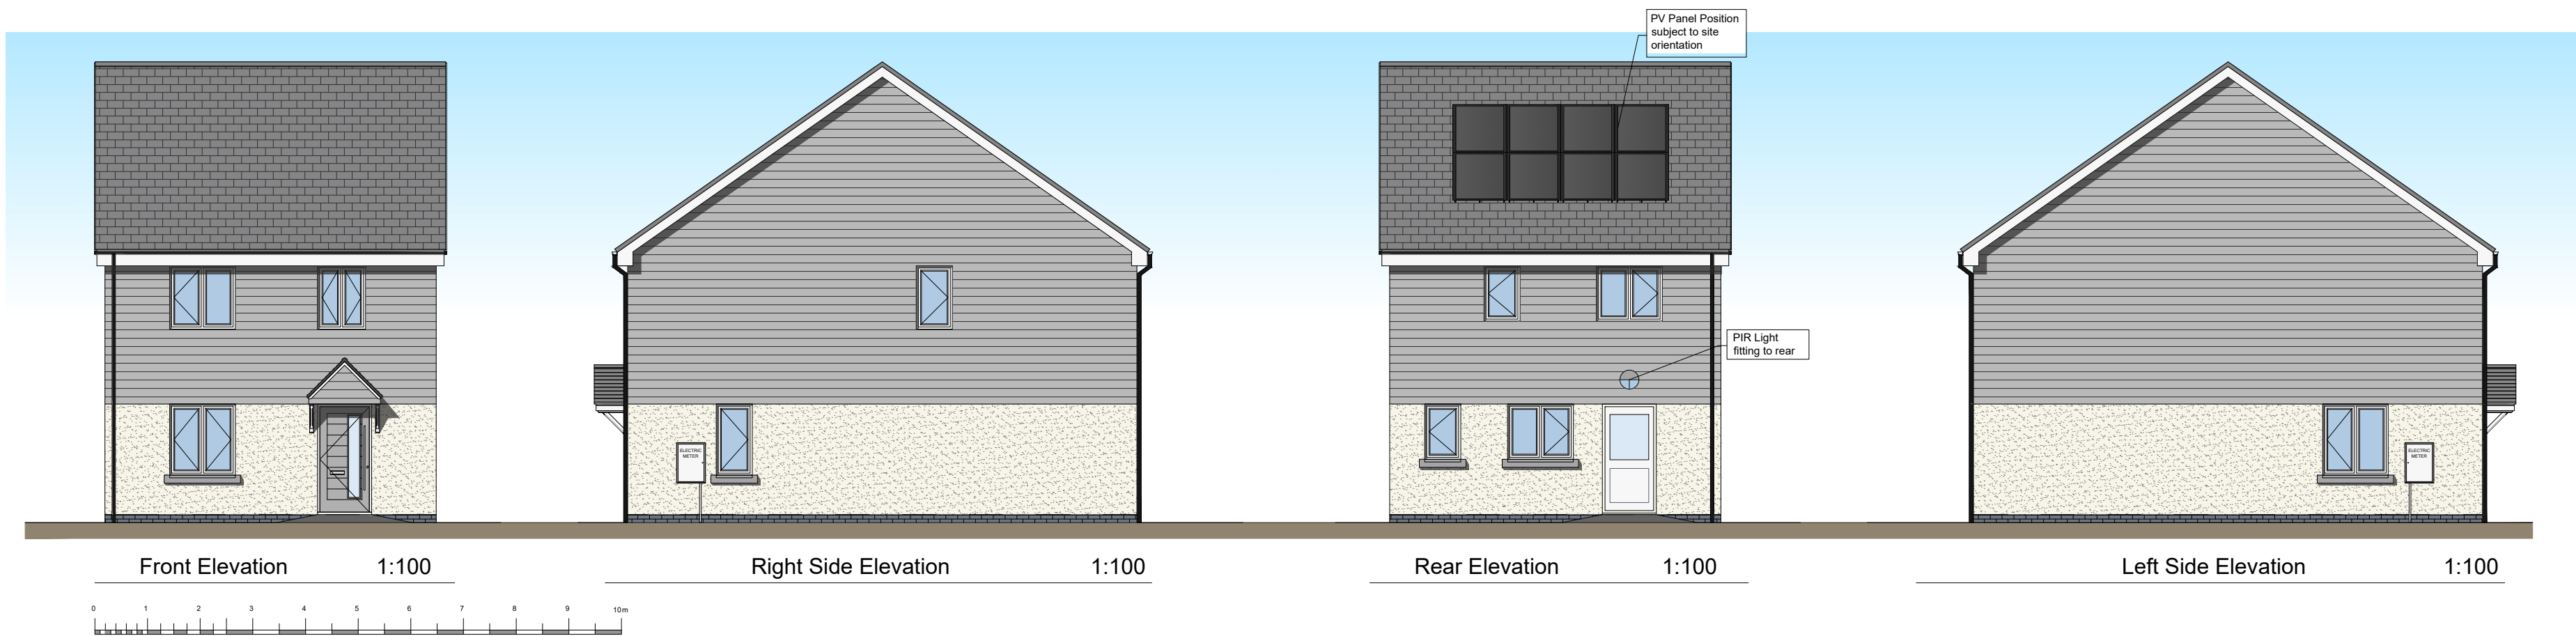 PV Panel Position
subject to site
orientation
PIR Light
fitting to rear
ELECTRIC
METER
ELECTRIC
METER
Front Elevation 1:100
Right Side Elevation 1:100
Rear Elevation 1:100
Left Side Elevation 1:100
0 1 2 3 4 5 6 7 8 9 10m